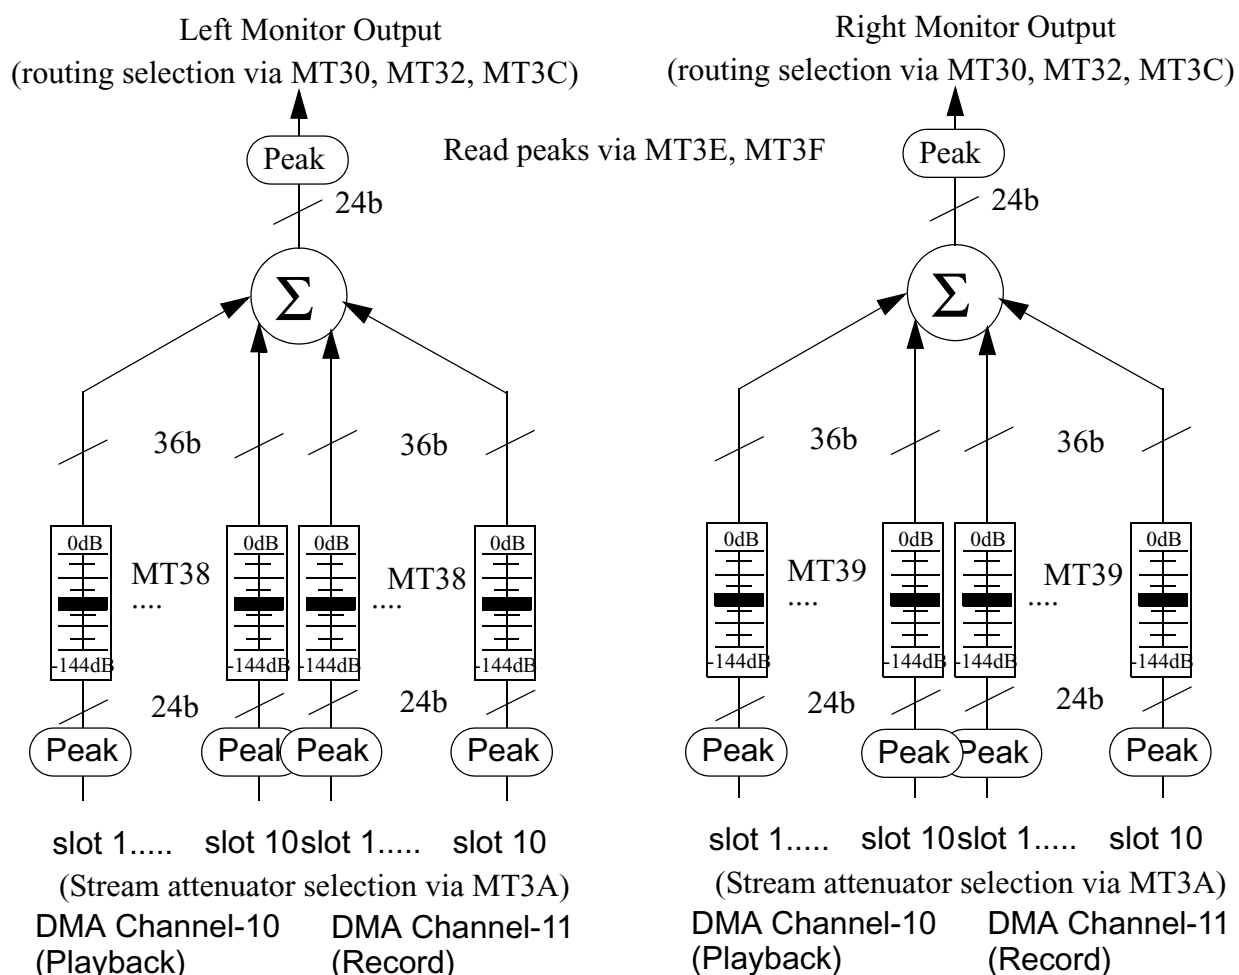 Left Monitor Output
(routing selection via MT30, MT32, MT3C)
Right Monitor Output
(routing selection via MT30, MT32, MT3C)
Peak
Read peaks via MT3E, MT3F
Peak
24b
24b
Σ
Σ
36b
36b
36b
36b
0dB
0dB
0dB
0dB
0dB
0dB
0dB
0dB
MT38
MT38
MT39
MT39
....
....
....
....
-144dB
-144dB
-144dB
-144dB
-144dB
-144dB
-144dB
-144dB
24b
24b
24b
24b
Peak
Peak
Peak
Peak
Peak
Peak
Peak
Peak
slot 1..... slot 10 slot 1..... slot 10
slot 1..... slot 10 slot 1..... slot 10
(Stream attenuator selection via MT3A)
(Stream attenuator selection via MT3A)
DMA Channel-10
(Playback)
DMA Channel-11
(Record)
DMA Channel-10
(Playback)
DMA Channel-11
(Record)